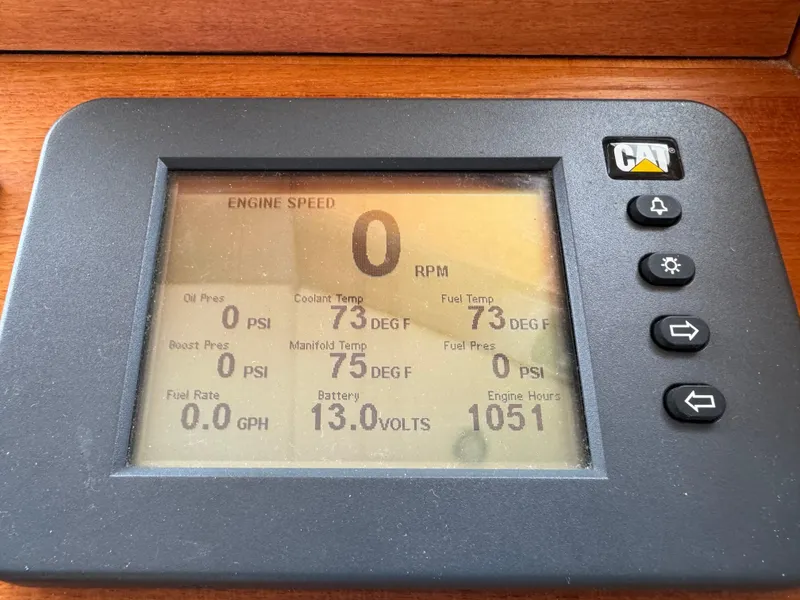 CAT
ENGINE SPEED
0 RPM
Oil Pres Coolant Temp Fuel Temp
0 PSI 73 DEG F 73 DEG F
Boost Pres Manifold Temp Fuel Pres
0 PSI 75 DEG F 0 PSI
Fuel Rate Battery Engine Hours
0.0 GPH 13.0 VOLTS 1051